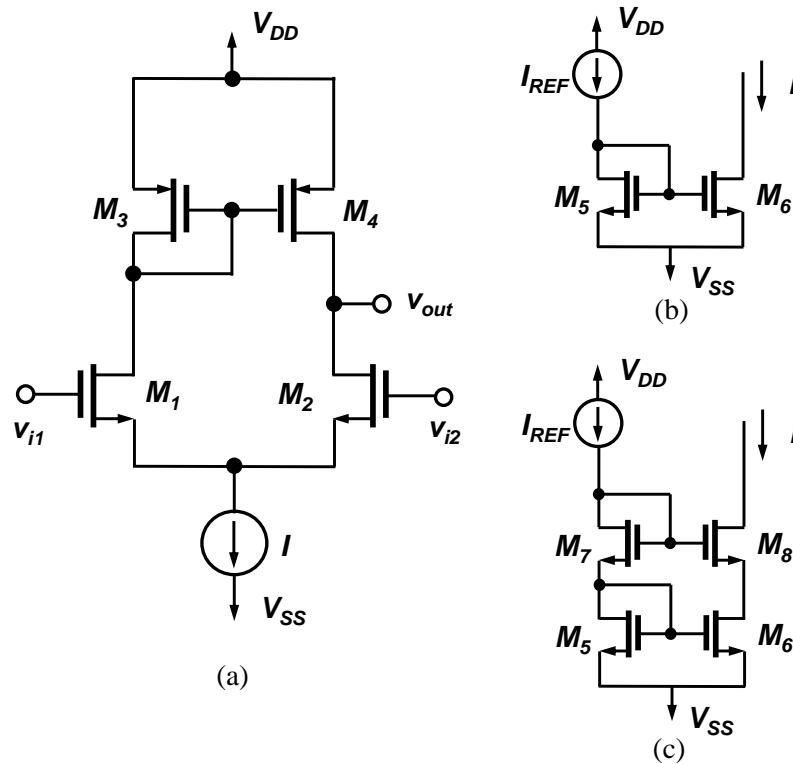 V_DD
M_3
M_4
v_out
M_1
M_2
v_i1
v_i2
I
V_SS
(a)
V_DD
I_REF
M_5
M_6
V_SS
(b)
V_DD
I_REF
M_7
M_8
M_5
M_6
V_SS
(c)